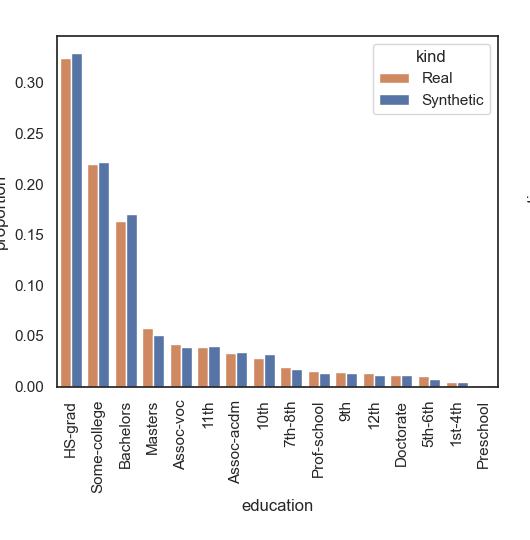 kind
Real
Synthetic
0.30
0.25
0.20
0.15
0.10
0.05
0.00
proportion
HS-grad
Some-college
Bachelors
Masters
Assoc-voc
11th
Assoc-acdm
10th
7th-8th
Prof-school
9th
12th
Doctorate
5th-6th
1st-4th
Preschool
education